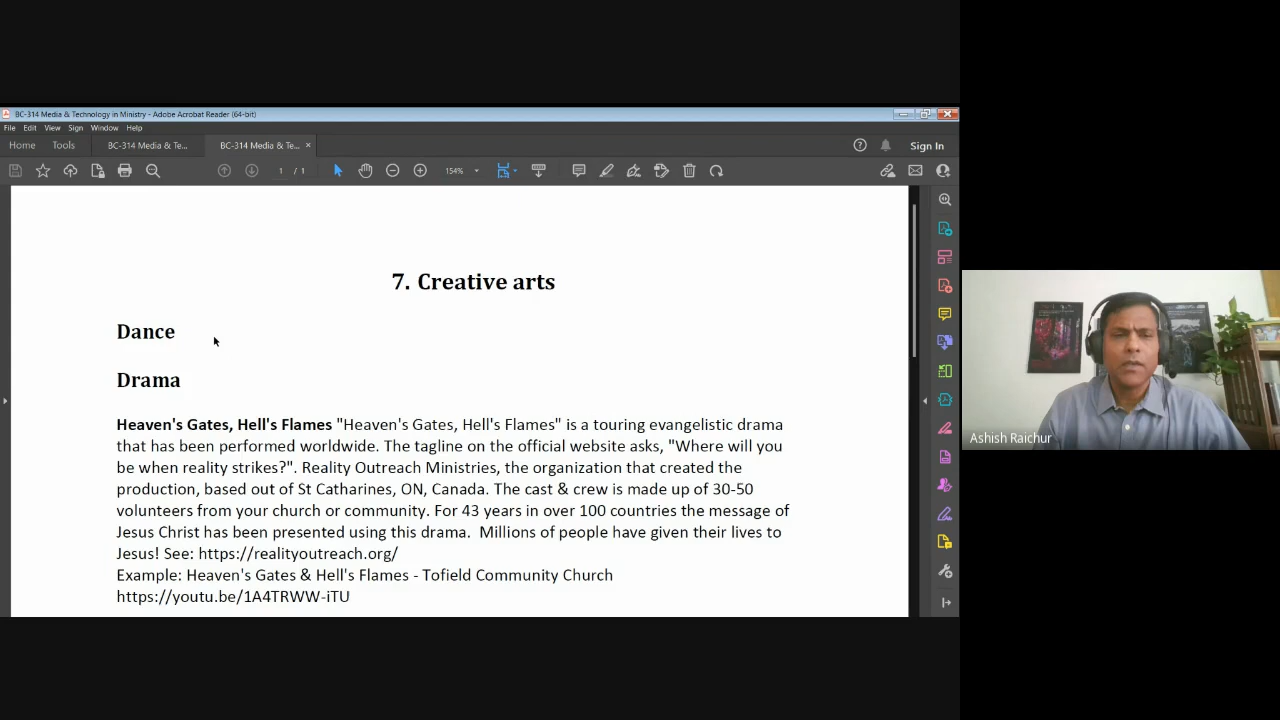 BC-314 Media & Technology in Ministry - Adobe Acrobat Reader (64-bit)
File Edit View Sign Window Help
Home Tools BC-314 Media & Te... BC-314 Media & Te... × Sign In
1 / 1 154%
7. Creative arts
Dance
Drama
Heaven's Gates, Hell's Flames "Heaven's Gates, Hell's Flames" is a touring evangelistic drama
that has been performed worldwide. The tagline on the official website asks, "Where will you
be when reality strikes?". Reality Outreach Ministries, the organization that created the
production, based out of St Catharines, ON, Canada. The cast & crew is made up of 30-50
volunteers from your church or community. For 43 years in over 100 countries the message of
Jesus Christ has been presented using this drama.  Millions of people have given their lives to
Jesus! See: https://realityoutreach.org/
Example: Heaven's Gates & Hell's Flames - Tofield Community Church
https://youtu.be/1A4TRWW-iTU
Ashish Raichur